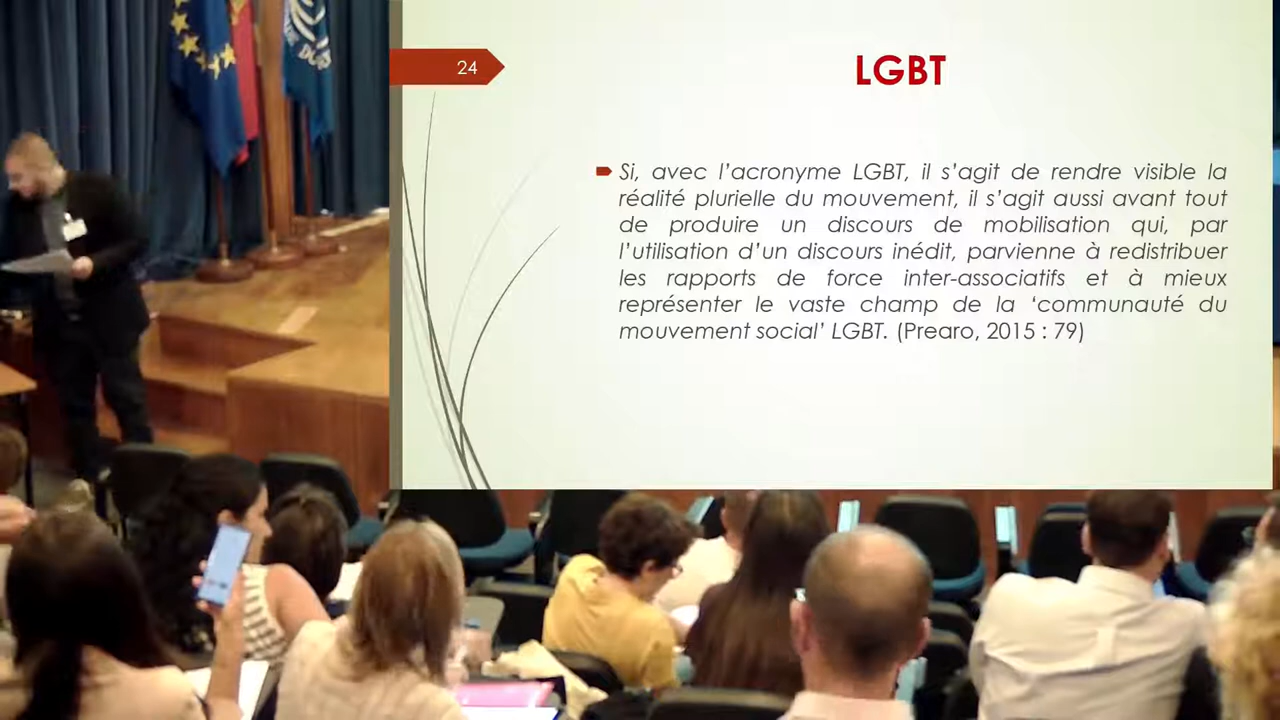 24
LGBT
Si, avec l’acronyme LGBT, il s’agit de rendre visible la
réalité plurielle du mouvement, il s’agit aussi avant tout
de produire un discours de mobilisation qui, par
l’utilisation d’un discours inédit, parvienne à redistribuer
les rapports de force inter-associatifs et à mieux
représenter le vaste champ de la ‘communauté du
mouvement social’ LGBT. (Prearo, 2015 : 79)